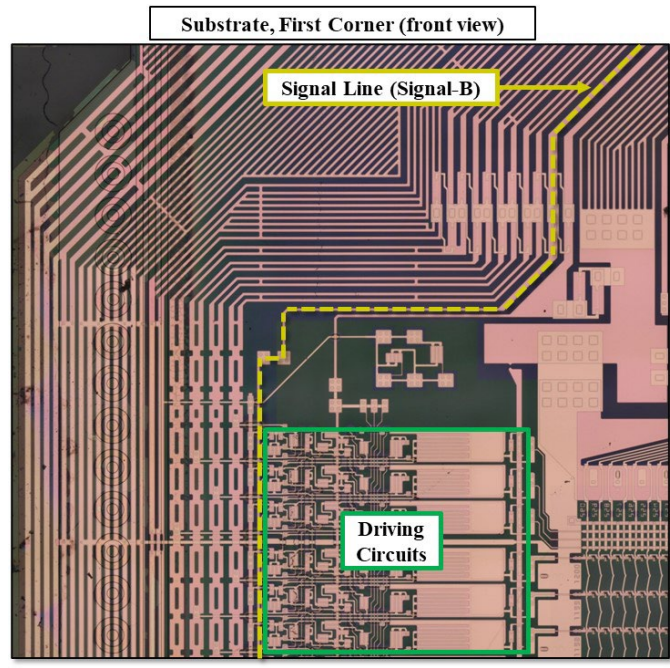 Substrate, First Corner (front view)
Signal Line (Signal-B)
Driving
Circuits